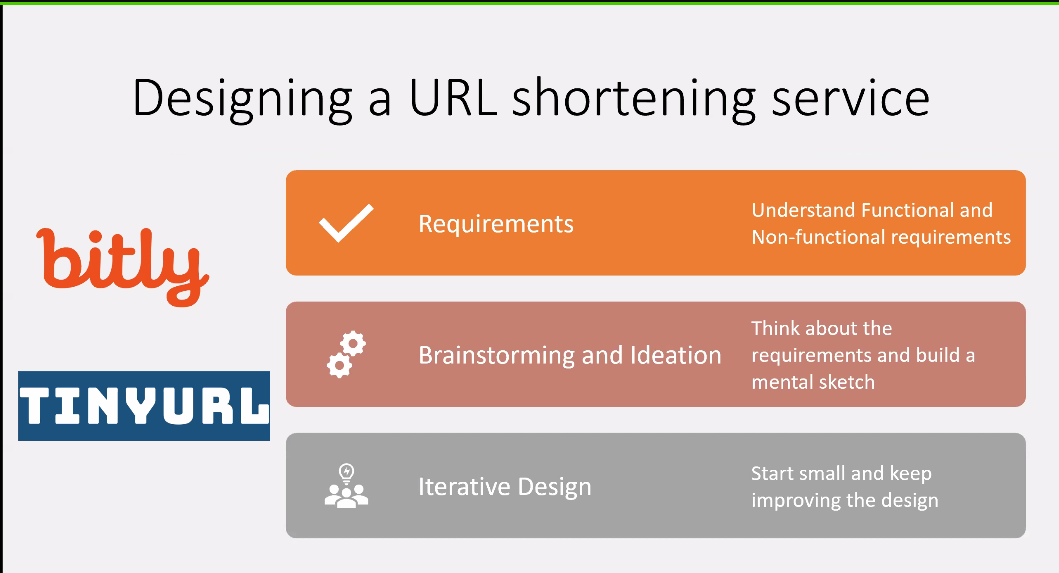 Designing a URL shortening service
bitly
TINYURL
Requirements
Understand Functional and
Non-functional requirements
Brainstorming and Ideation
Think about the
requirements and build a
mental sketch
Iterative Design
Start small and keep
improving the design